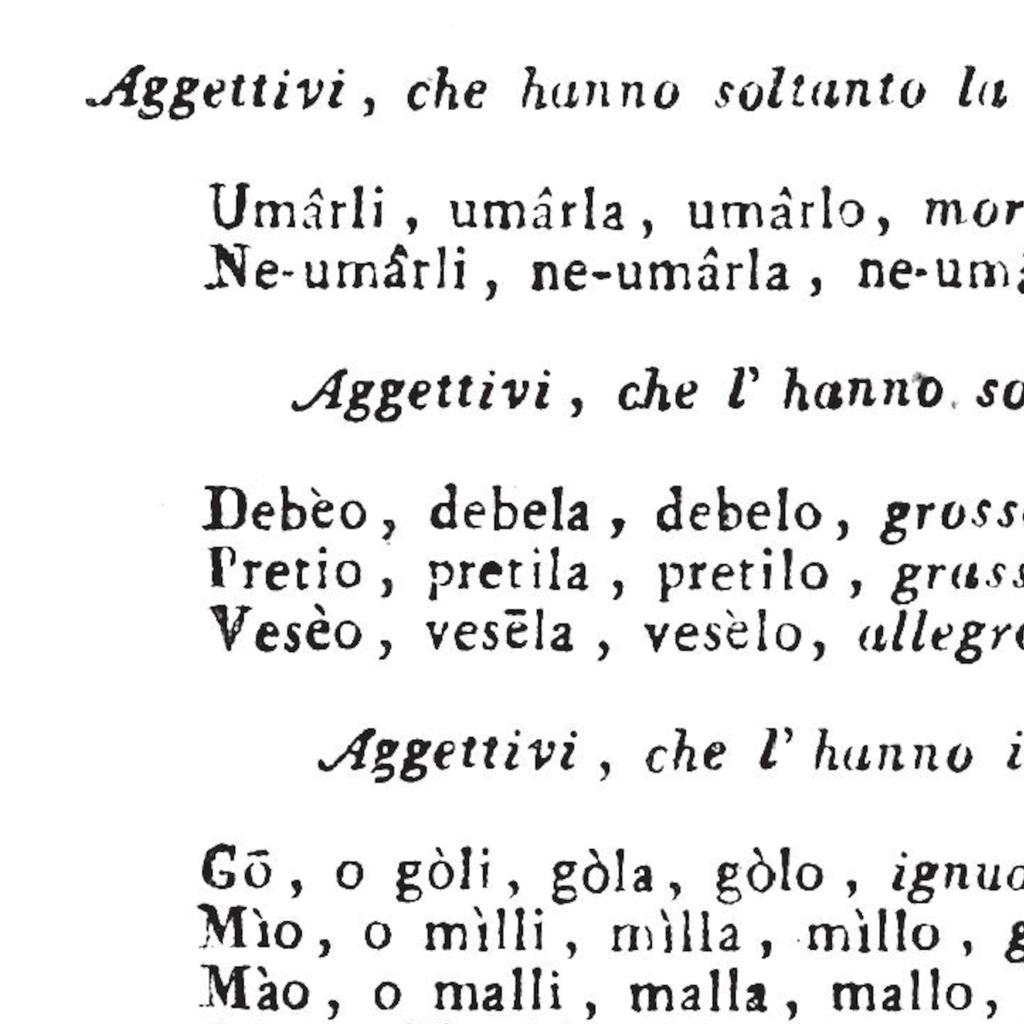 Aggettivi, che hanno soltanto la
Umârli, umârla, umârlo, mor
Ne-umârli, ne-umârla, ne-um
Aggettivi, che l' hanno so
Debèo, debela, debelo, gross
Pretio, pretila, pretilo, grass
Vesèo, vesēla, vesèlo, allegr
Aggettivi, che l' hanno i
Gō, o gòli, gòla, gòlo, ignu
Mìo, o mìlli, mìlla, mìllo, g
Mào, o malli, malla, mallo,